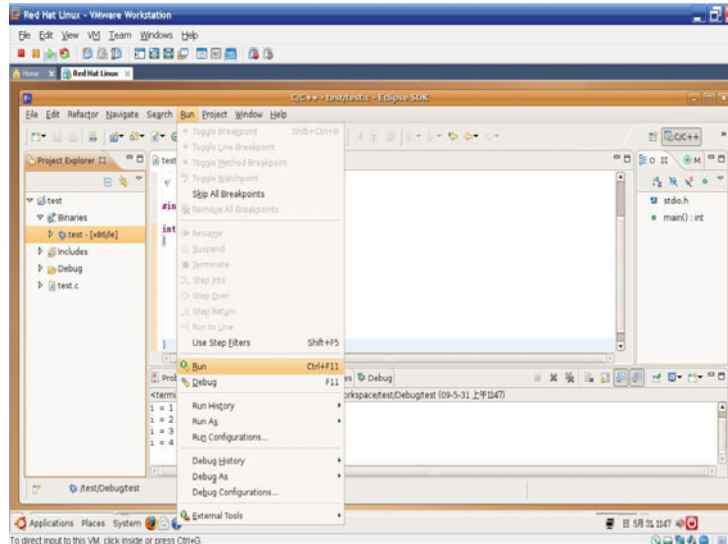 Red Hat Linux - VMware Workstation
File Edit View VM Team Windows Help
Home X Red Hat Linux X
C/C++ - test/test.c - Eclipse SDK
File Edit Refactor Navigate Search Run Project Window Help
C/C++
Project Explorer
test
Binaries
test - [x86/le]
Includes
Debug
test.c
test
int
{
}
Toggle Breakpoint Shift+Ctrl+B
Toggle Line Breakpoint
Toggle Method Breakpoint
Toggle Watchpoint
Skip All Breakpoints
Remove All Breakpoints
Resume
Suspend
Terminate
Step Into
Step Over
Step Return
Run to Line
Use Step Filters Shift+F5
Run Ctrl+F11
Debug F11
Run History
Run As
Run Configurations...
Debug History
Debug As
Debug Configurations...
External Tools
O M
stdio.h
main() : int
Prob
es Debug
<termi
orkspace/test/Debug/test (09-5-31 上午11:47)
i = 1
i = 2
i = 3
i = 4
/test/Debug/test
Applications Places System
日 5月 31, 11:47
To direct input to this VM, click inside or press Ctrl+G.